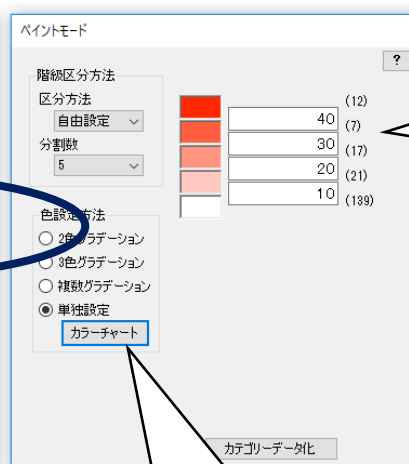 ペイントモード
?
階級区分方法
区分方法
自由設定
分割数
5
(12)
40
(7)
30
(17)
20
(21)
10
(139)
色設定方法
2色グラデーション
3色グラデーション
複数グラデーション
単独設定
カラーチャート
カテゴリーデータ化